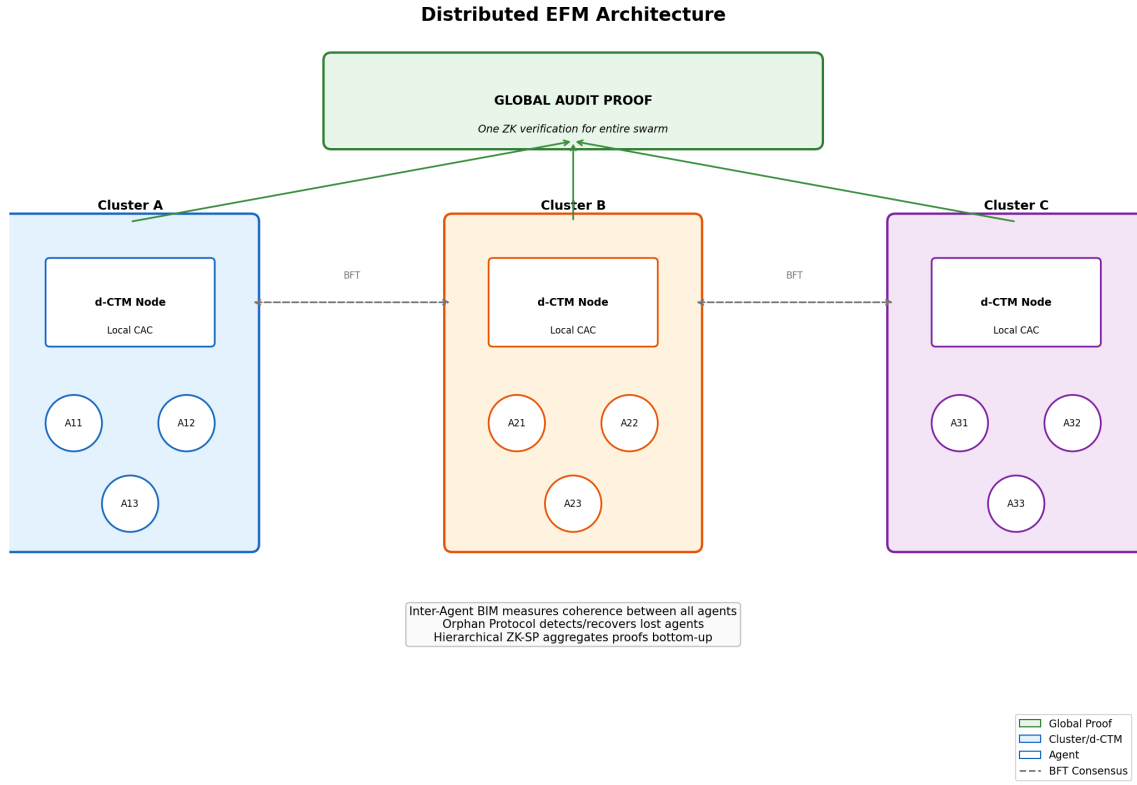 Distributed EFM Architecture
GLOBAL AUDIT PROOF
One ZK verification for entire swarm
Cluster A
Cluster B
Cluster C
BFT
BFT
d-CTM Node
Local CAC
d-CTM Node
Local CAC
d-CTM Node
Local CAC
A11
A12
A21
A22
A31
A32
A13
A23
A33
Inter-Agent BIM measures coherence between all agents
Orphan Protocol detects/recovers lost agents
Hierarchical ZK-SP aggregates proofs bottom-up
Global Proof
Cluster/d-CTM
Agent
BFT Consensus